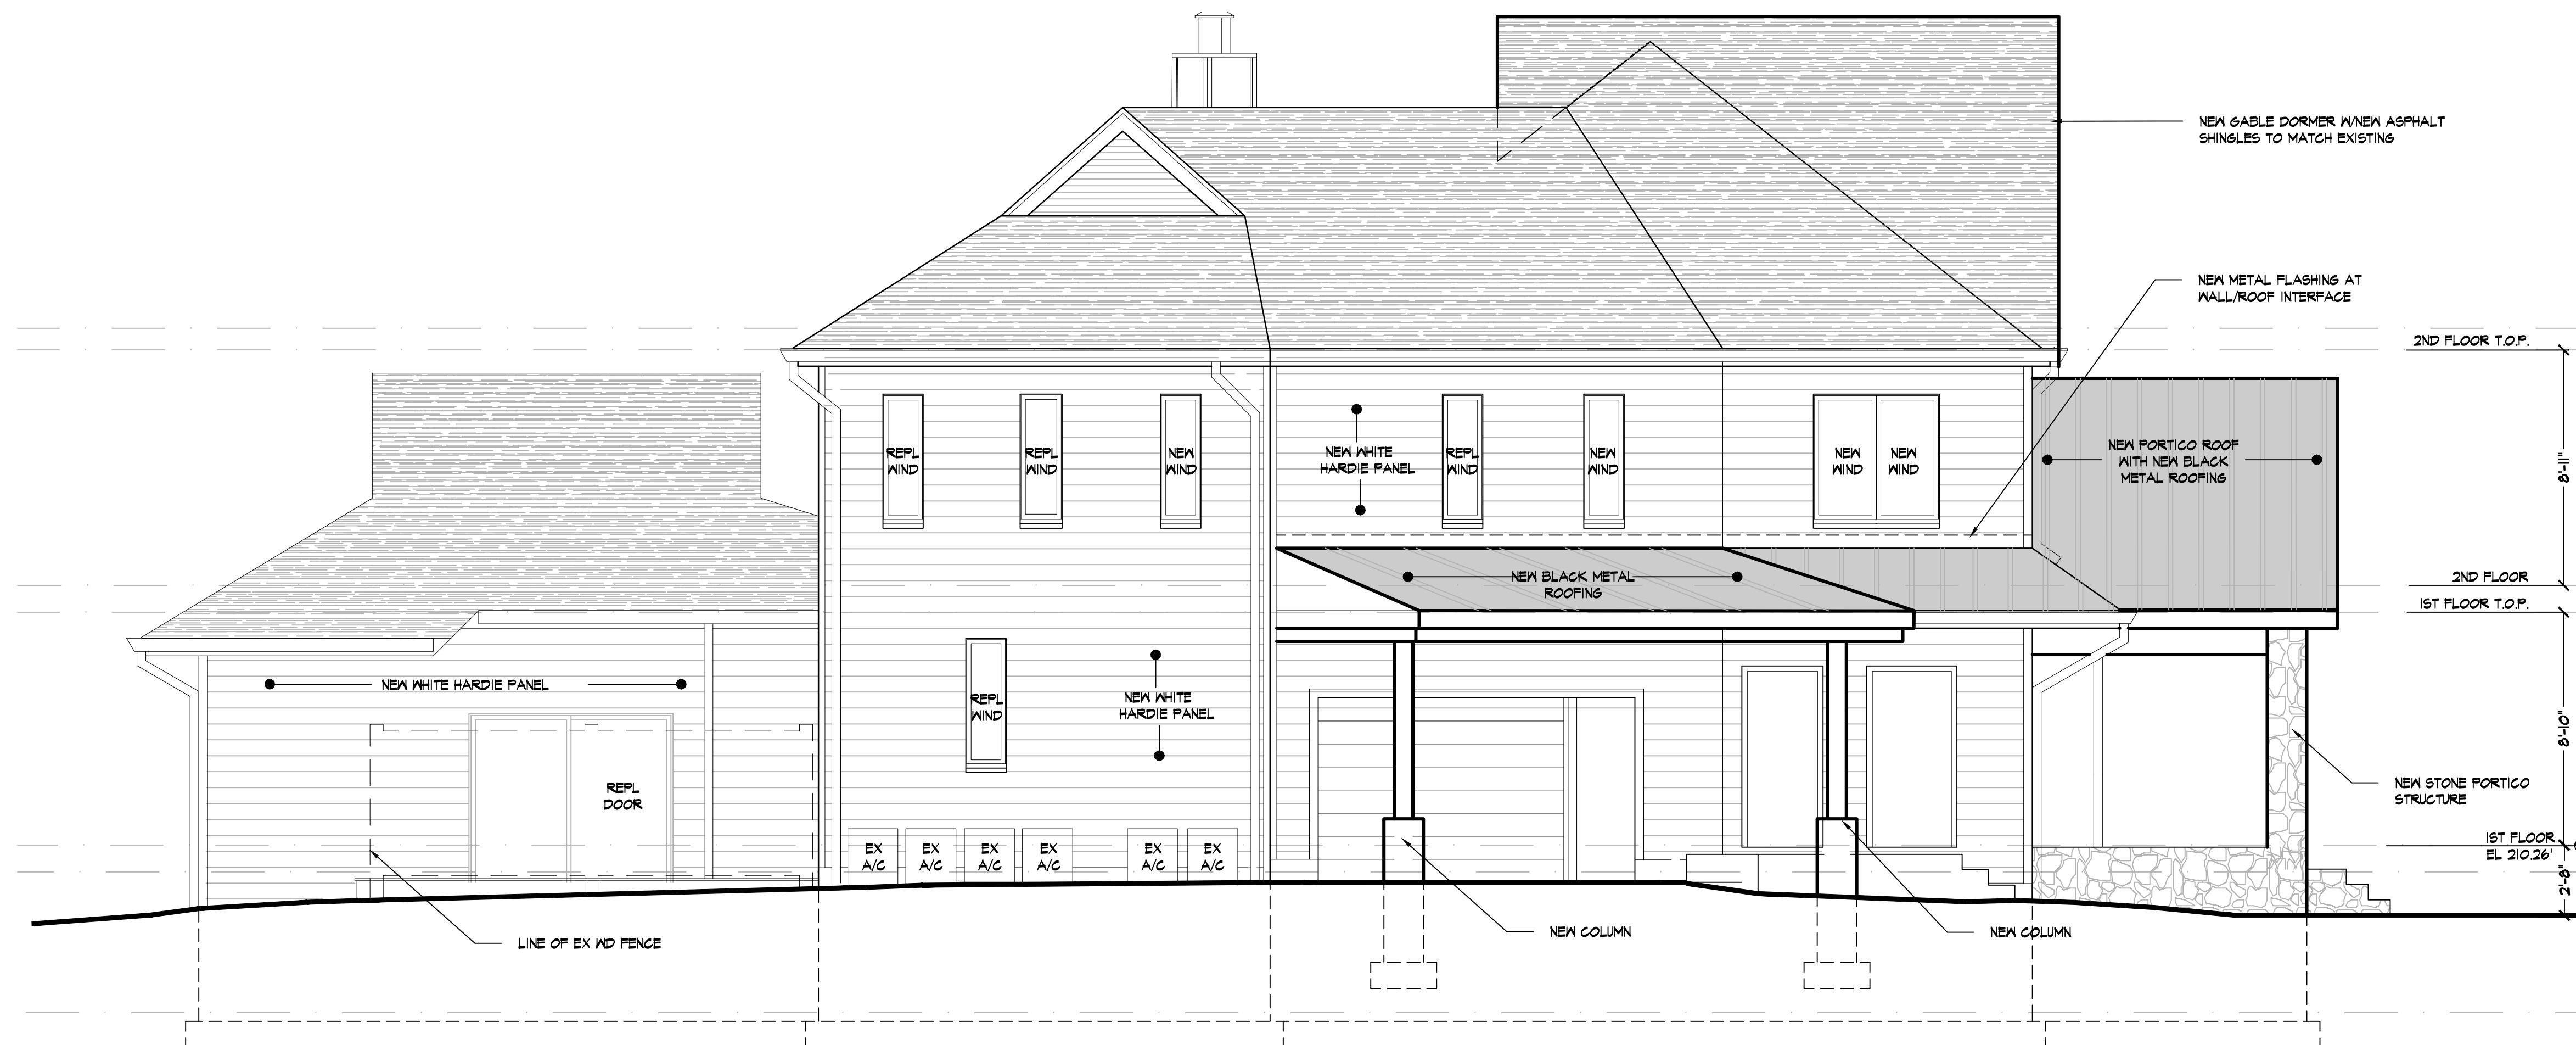 NEW GABLE DORMER W/NEW ASPHALT
SHINGLES TO MATCH EXISTING
NEW METAL FLASHING AT
WALL/ROOF INTERFACE
2ND FLOOR T.O.P.
8'-11"
2ND FLOOR
1ST FLOOR T.O.P.
8'-10"
1ST FLOOR
EL 210.26'
2'-8"
REPL
WIND
REPL
WIND
NEW
WIND
NEW WHITE
HARDIE PANEL
REPL
WIND
NEW
WIND
NEW
WIND
NEW
WIND
NEW PORTICO ROOF
WITH NEW BLACK
METAL ROOFING
NEW BLACK METAL
ROOFING
NEW WHITE HARDIE PANEL
REPL
WIND
NEW WHITE
HARDIE PANEL
REPL
DOOR
NEW STONE PORTICO
STRUCTURE
EX
A/C
EX
A/C
EX
A/C
EX
A/C
EX
A/C
EX
A/C
LINE OF EX WD FENCE
NEW COLUMN
NEW COLUMN